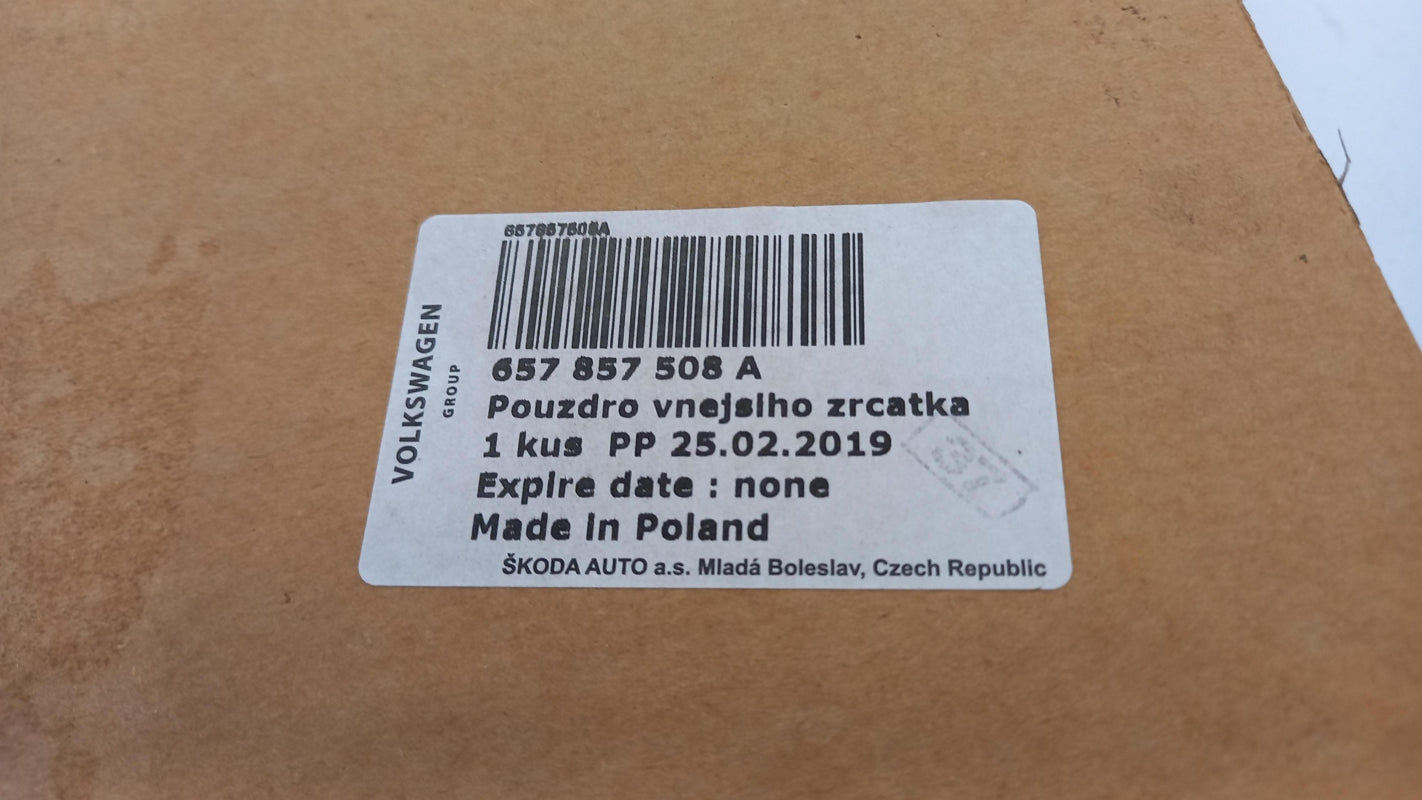 657857508A
657 857 508 A
Pouzdro vnejsiho zrcatka
1 kus PP 25.02.2019
37
Expire date : none
Made in Poland
ŠKODA AUTO a.s. Mladá Boleslav, Czech Republic
VOLKSWAGEN
GROUP